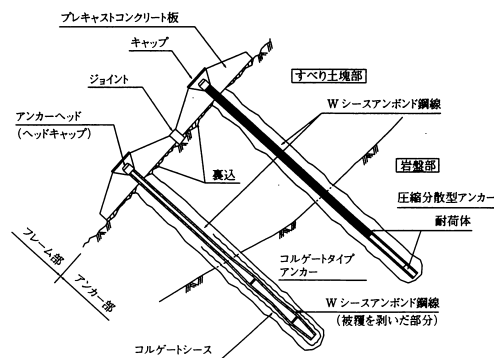 プレキャストコンクリート板
キャップ
ジョイント
アンカーヘッド
(ヘッドキャップ)
すべり土塊部
Wシースアンボンド鋼線
岩盤部
圧縮分散型アンカー
耐荷体
裏込
コルゲートタイプ
アンカー
フレーム部
アンカー部
Wシースアンボンド鋼線
(被覆を剥いだ部分)
コルゲートシース